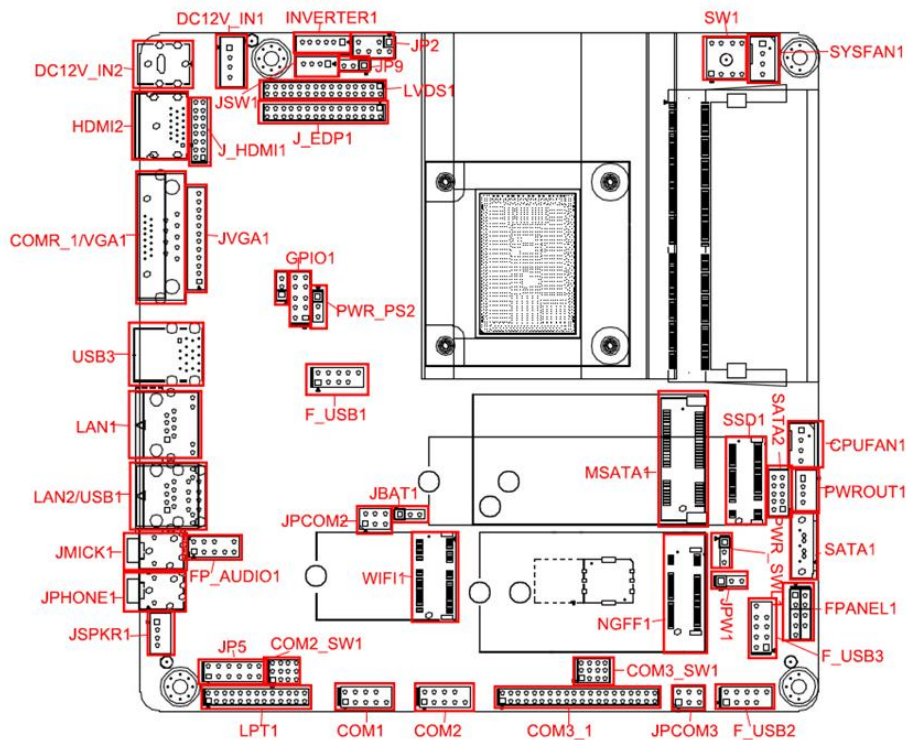 DC12V_IN1
INVERTER1
SW1
JP2
SYSFAN1
DC12V_IN2
JP9
JSW1
LVDS1
HDMI2
J_HDMI1
J_EDP1
COMR_1/VGA1
JVGA1
GPIO1
PWR_PS2
USB3
F_USB1
LAN1
SATA2
SSD1
CPUFAN1
MSATA1
LAN2/USB1
JBAT1
PWROUT1
JPCOM2
JMICK1
FP_AUDIO1
WIFI1
PWR_SW1
SATA1
JPHONE1
JPW1
FPANEL1
JSPKR1
NGFF1
F_USB3
JP5
COM2_SW1
COM3_SW1
LPT1
COM1
COM2
COM3_1
JPCOM3
F_USB2